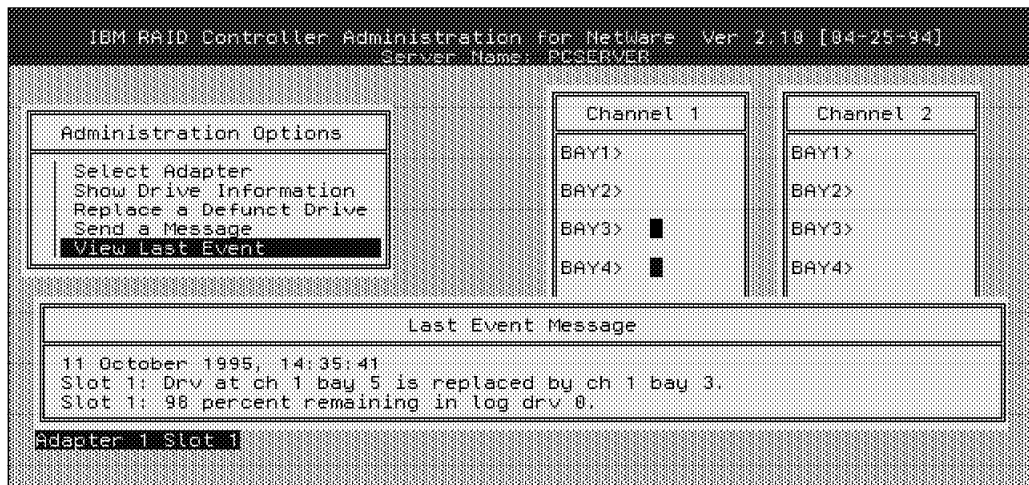 IBM RAID Controller Administration for NetWare Ver 2.10 [04-25-94]
Server Name: PCSERVER
Administration Options
Select Adapter
Show Drive Information
Replace a Defunct Drive
Send a Message
View Last Event
Channel 1
BAY1>
BAY2>
BAY3>
BAY4>
Channel 2
BAY1>
BAY2>
BAY3>
BAY4>
Last Event Message
11 October 1995, 14:35:41
Slot 1: Drv at ch 1 bay 5 is replaced by ch 1 bay 3.
Slot 1: 98 percent remaining in log drv 0.
Adapter 1 Slot 1